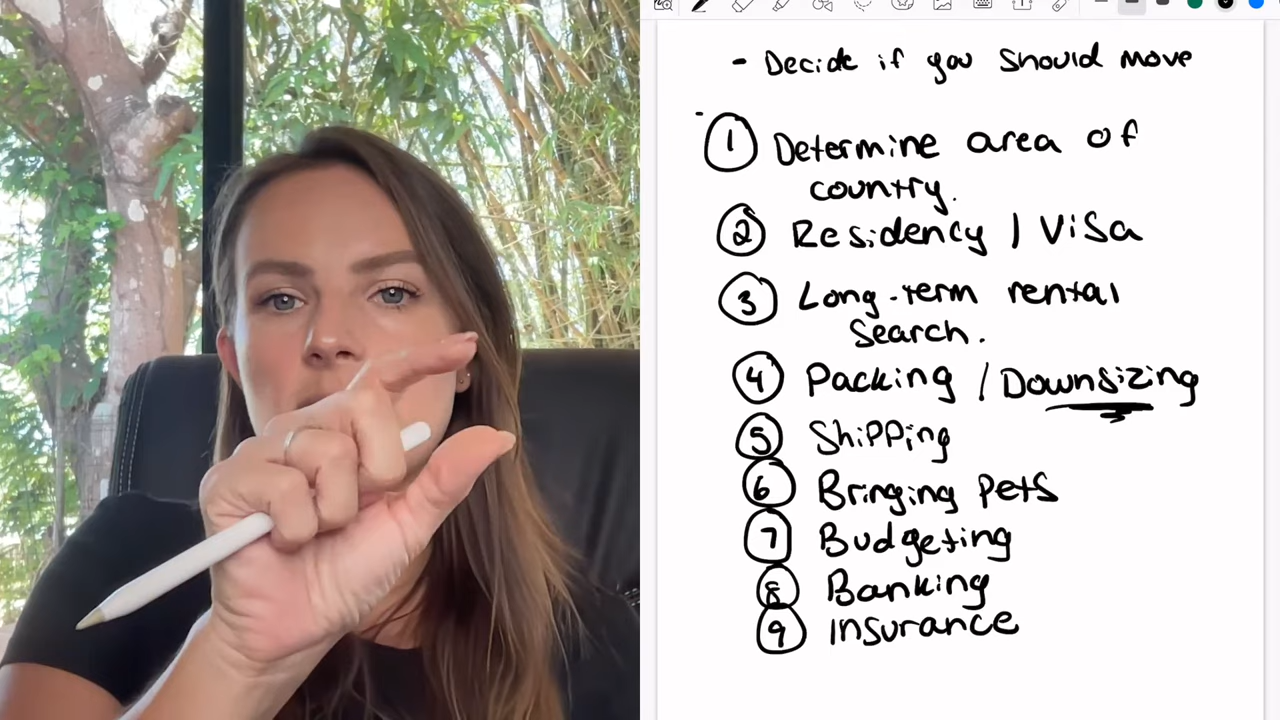 - Decide if you should move
1 Determine area of
country.
2 Residency / Visa
3 Long-term rental
search.
4 Packing / Downsizing
5 Shipping
6 Bringing Pets
7 Budgeting
8 Banking
9 Insurance